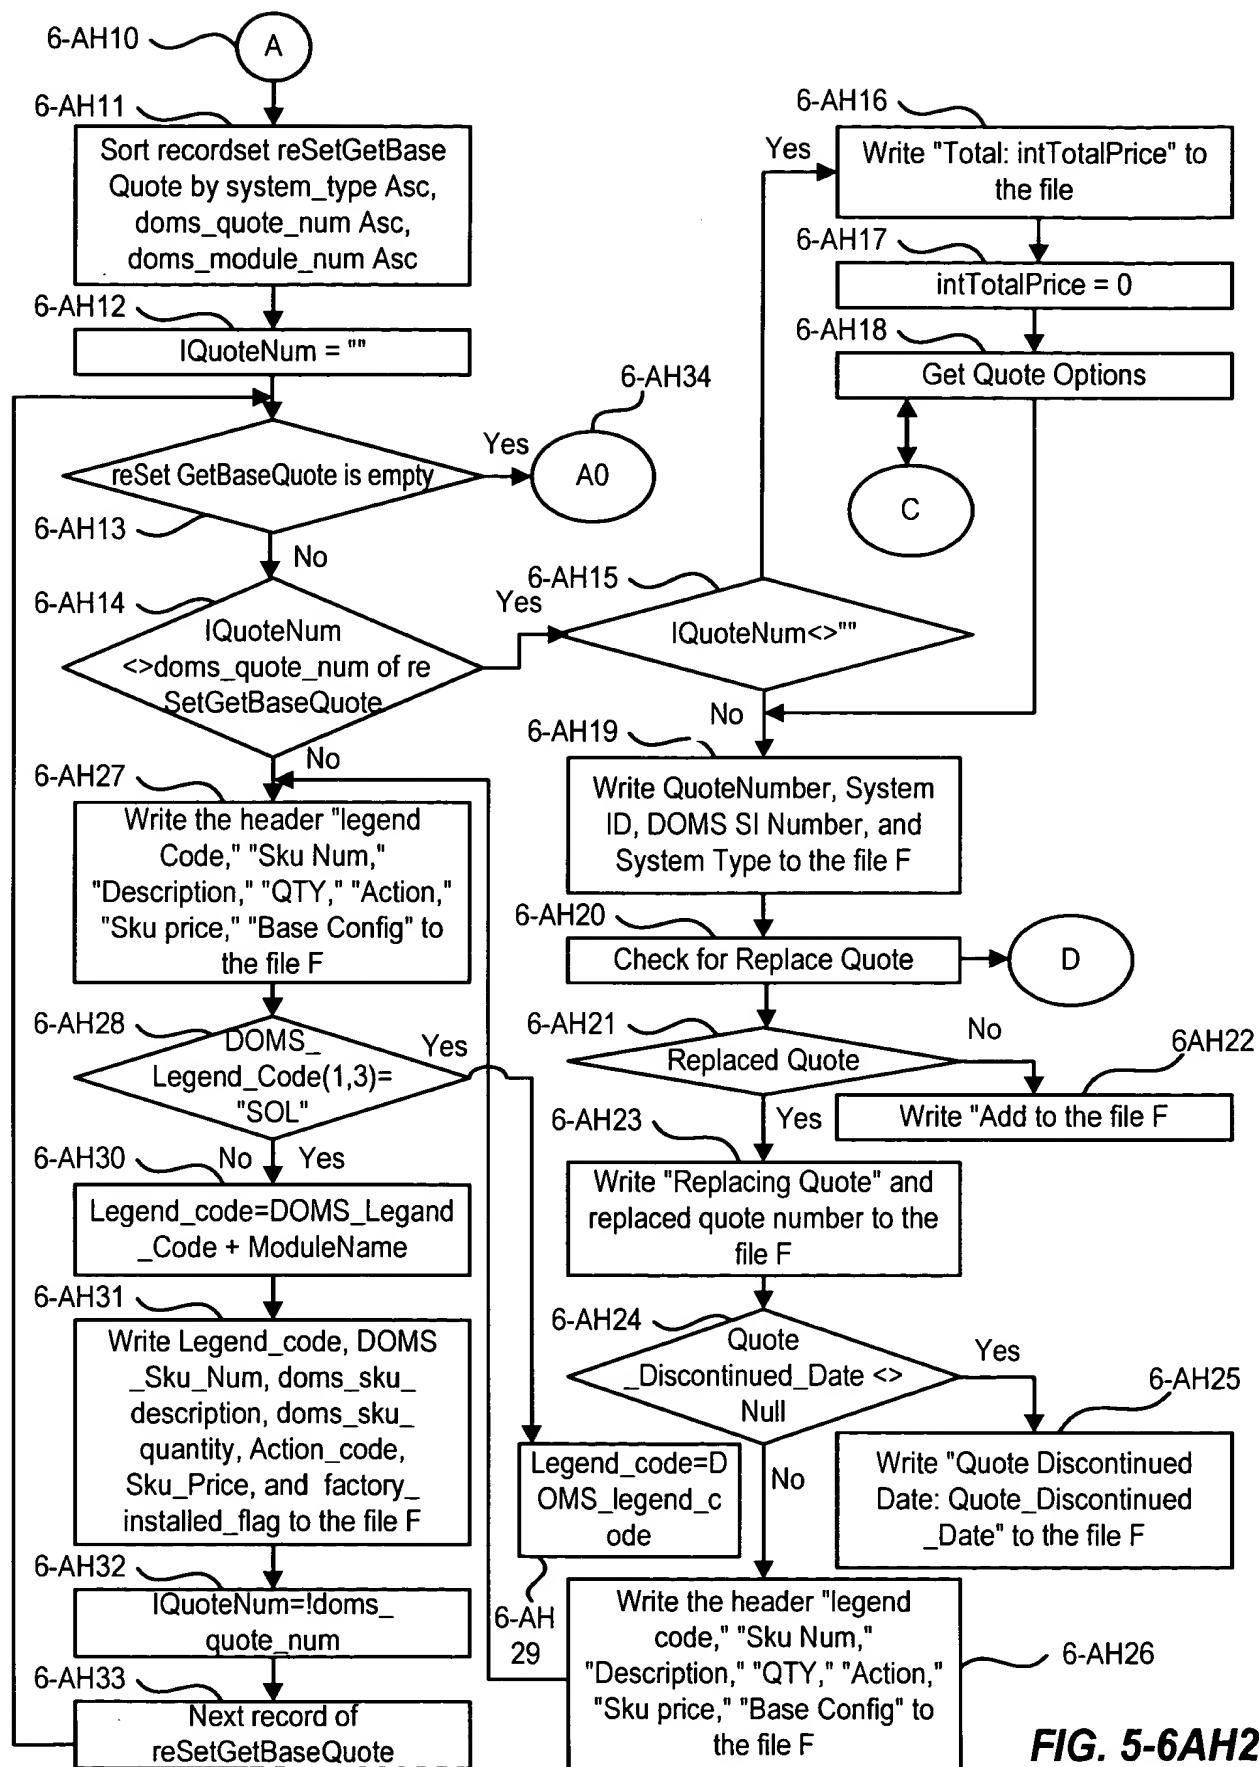 6-AH10
A
6-AH11
Sort recordset reSetGetBase
Quote by system_type Asc,
doms_quote_num Asc,
doms_module_num Asc
6-AH12
IQuoteNum = ""
reSet GetBaseQuote is empty
6-AH13
Yes
6-AH34
A0
No
6-AH14
IQuoteNum
<>doms_quote_num of re
SetGetBaseQuote
Yes
No
6-AH15
IQuoteNum<>""
Yes
No
6-AH16
Write "Total: intTotalPrice" to
the file
6-AH17
intTotalPrice = 0
6-AH18
Get Quote Options
C
6-AH19
Write QuoteNumber, System
ID, DOMS SI Number, and
System Type to the file F
6-AH20
Check for Replace Quote
D
6-AH21
Replaced Quote
No
6AH22
Write "Add to the file F
Yes
6-AH23
Write "Replacing Quote" and
replaced quote number to the
file F
6-AH24
Quote
_Discontinued_Date <>
Null
Yes
6-AH25
Write "Quote Discontinued
Date: Quote_Discontinued
_Date" to the file F
No
Write the header "legend
code," "Sku Num,"
"Description," "QTY," "Action,"
"Sku price," "Base Config" to
the file F
6-AH26
6-AH27
Write the header "legend
Code," "Sku Num,"
"Description," "QTY," "Action,"
"Sku price," "Base Config" to
the file F
6-AH28
DOMS_
Legend_Code(1,3)=
"SOL"
Yes
Legend_code=D
OMS_legend_c
ode
6-AH
29
No
Yes
6-AH30
Legend_code=DOMS_Legand
_Code + ModuleName
6-AH31
Write Legend_code, DOMS
_Sku_Num, doms_sku_
description, doms_sku_
quantity, Action_code,
Sku_Price, and factory_
installed_flag to the file F
6-AH32
IQuoteNum=!doms_
quote_num
6-AH33
Next record of
reSetGetBaseQuote
FIG. 5-6AH2